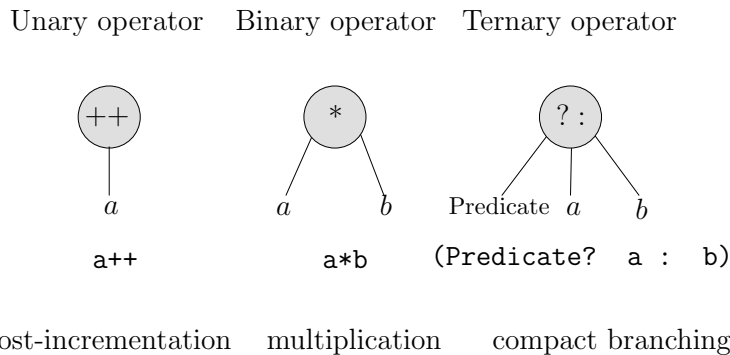 Unary operator Binary operator Ternary operator
++ * ? :
a a b Predicate a b
a++ a*b (Predicate? a : b)
ost-incrementation multiplication compact branching